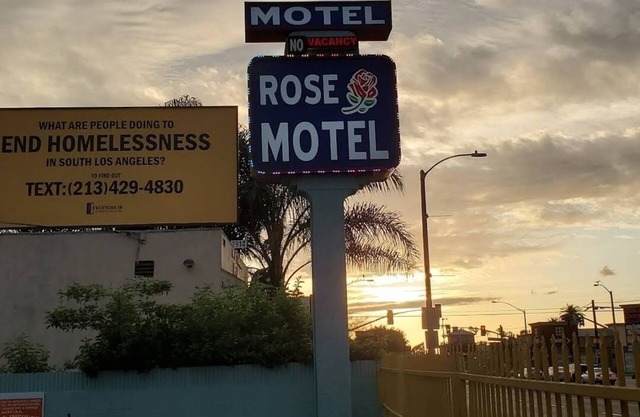 MOTEL
NO VACANCY
ROSE
MOTEL
WHAT ARE PEOPLE DOING TO
END HOMELESSNESS
IN SOUTH LOS ANGELES?
TO FIND OUT
TEXT:(213)429-4830